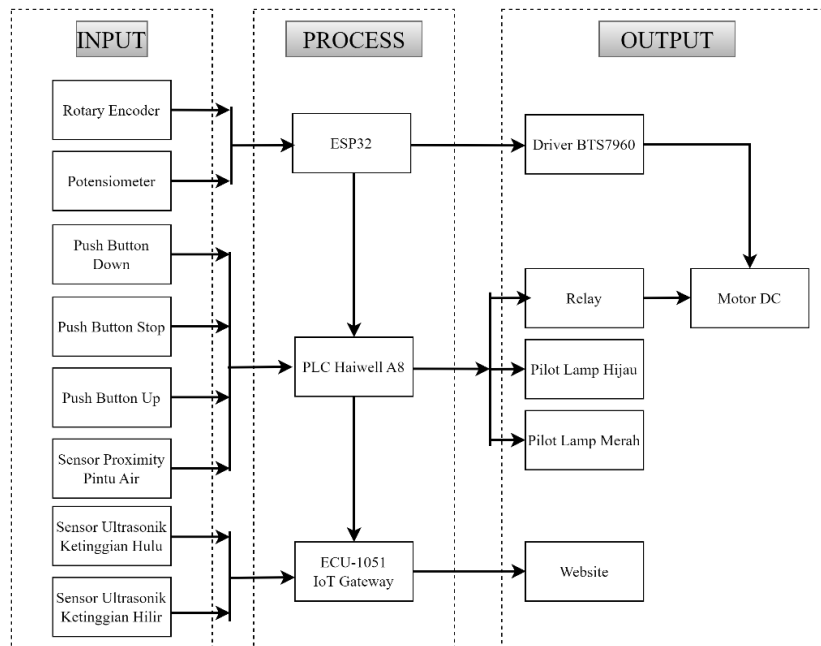 INPUT
PROCESS
OUTPUT
Rotary Encoder
Potensiometer
Push Button
Down
Push Button Stop
Push Button Up
Sensor Proximity
Pintu Air
Sensor Ultrasonik
Ketinggian Hulu
Sensor Ultrasonik
Ketinggian Hilir
ESP32
PLC Haiwell A8
ECU-1051
IoT Gateway
Driver BTS7960
Relay
Motor DC
Pilot Lamp Hijau
Pilot Lamp Merah
Website